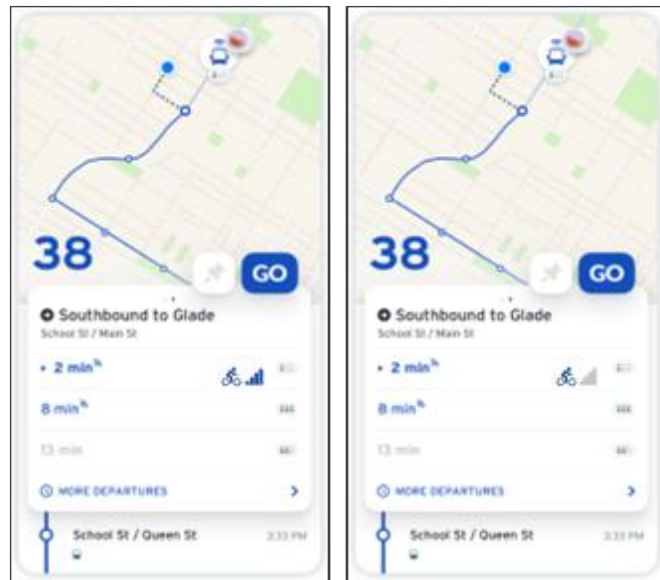 38
GO
Southbound to Glade
School St / Main St
2 min
8 min
13 min
MORE DEPARTURES
School St / Queen St 3:33 PM
38
GO
Southbound to Glade
School St / Main St
2 min
8 min
13 min
MORE DEPARTURES
School St / Queen St 3:33 PM